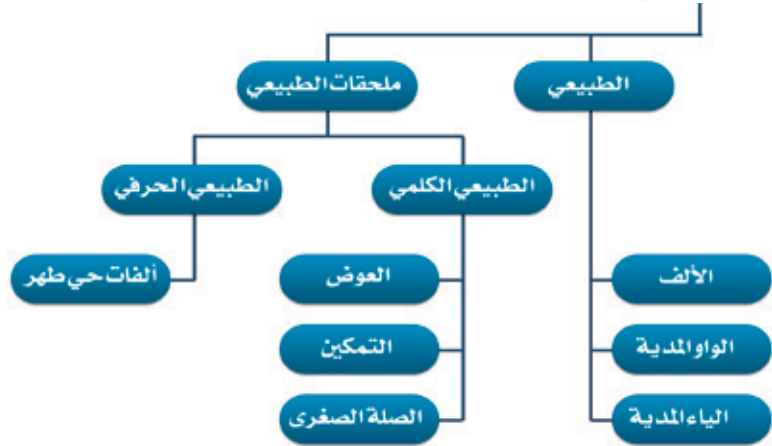 الطبيعي
ملحقات الطبيعي
الطبيعي الكلمي
الطبيعي الحرفي
الألف
العوض
ألفات حي طهر
الواو المدية
التمكين
الياء المدية
الصلة الصغرى